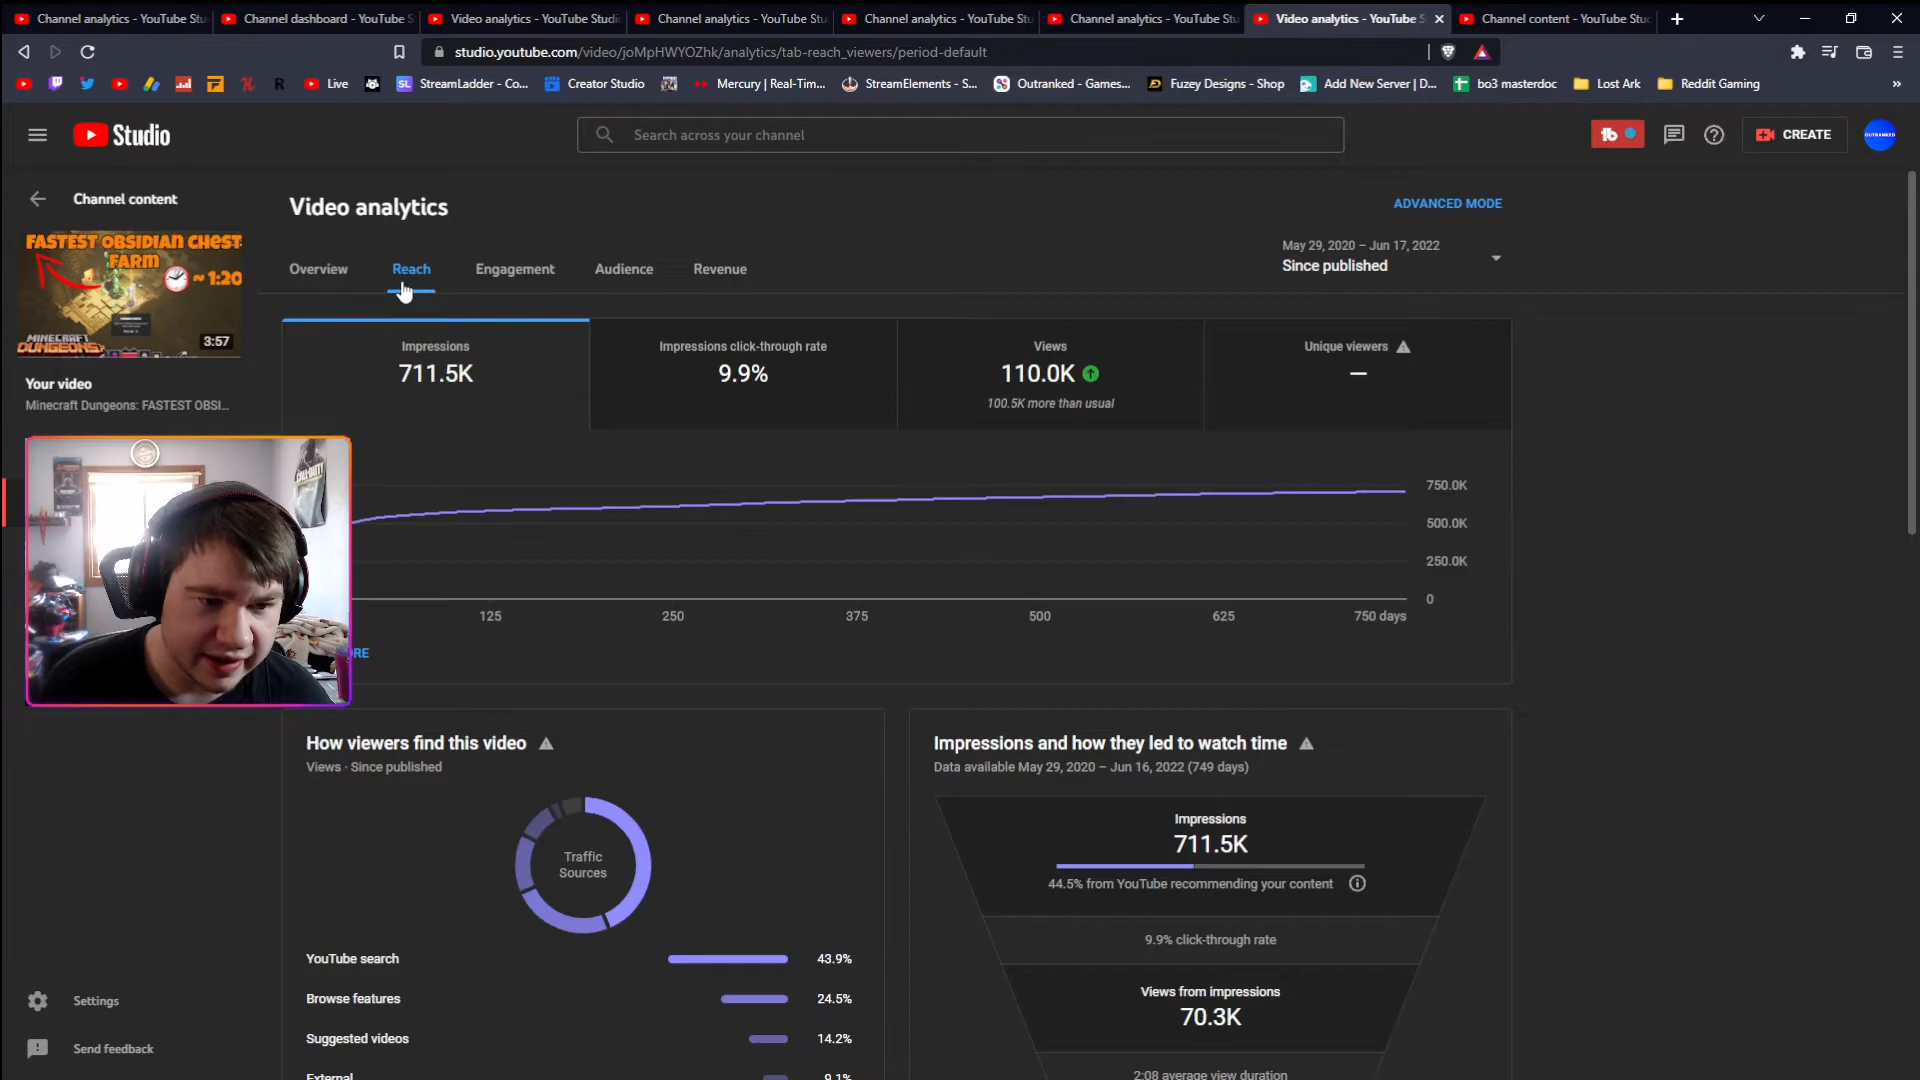 Channel analytics - YouTube Stu
Channel dashboard - YouTube S
Video analytics - YouTube Studi
Channel analytics - YouTube Stu
Channel analytics - YouTube Stu
Channel analytics - YouTube Stu
Video analytics - YouTube S
Channel content - YouTube Stud
studio.youtube.com/video/joMpHWYOZhk/analytics/tab-reach_viewers/period-default
Live
SL StreamLadder - Co...
Creator Studio
Mercury | Real-Tim...
StreamElements - S...
Outranked - Games...
Fuzey Designs - Shop
Add New Server | D...
bo3 masterdoc
Lost Ark
Reddit Gaming
Studio
Search across your channel
CREATE
OUTRANKED
Channel content
Video analytics
ADVANCED MODE
May 29, 2020 – Jun 17, 2022
Since published
Overview
Reach
Engagement
Audience
Revenue
FASTEST OBSIDIAN CHEST
FARM
~ 1:20
MINECRAFT
DUNGEONS
3:57
Your video
Minecraft Dungeons: FASTEST OBSI...
Impressions
711.5K
Impressions click-through rate
9.9%
Views
110.0K
100.5K more than usual
Unique viewers
—
750.0K
500.0K
250.0K
0
125
250
375
500
625
750 days
ORE
How viewers find this video
Views · Since published
Traffic
Sources
YouTube search
43.9%
Browse features
24.5%
Suggested videos
14.2%
External
9.1%
Impressions and how they led to watch time
Data available May 29, 2020 – Jun 16, 2022 (749 days)
Impressions
711.5K
44.5% from YouTube recommending your content
9.9% click-through rate
Views from impressions
70.3K
2:08 average view duration
Settings
Send feedback